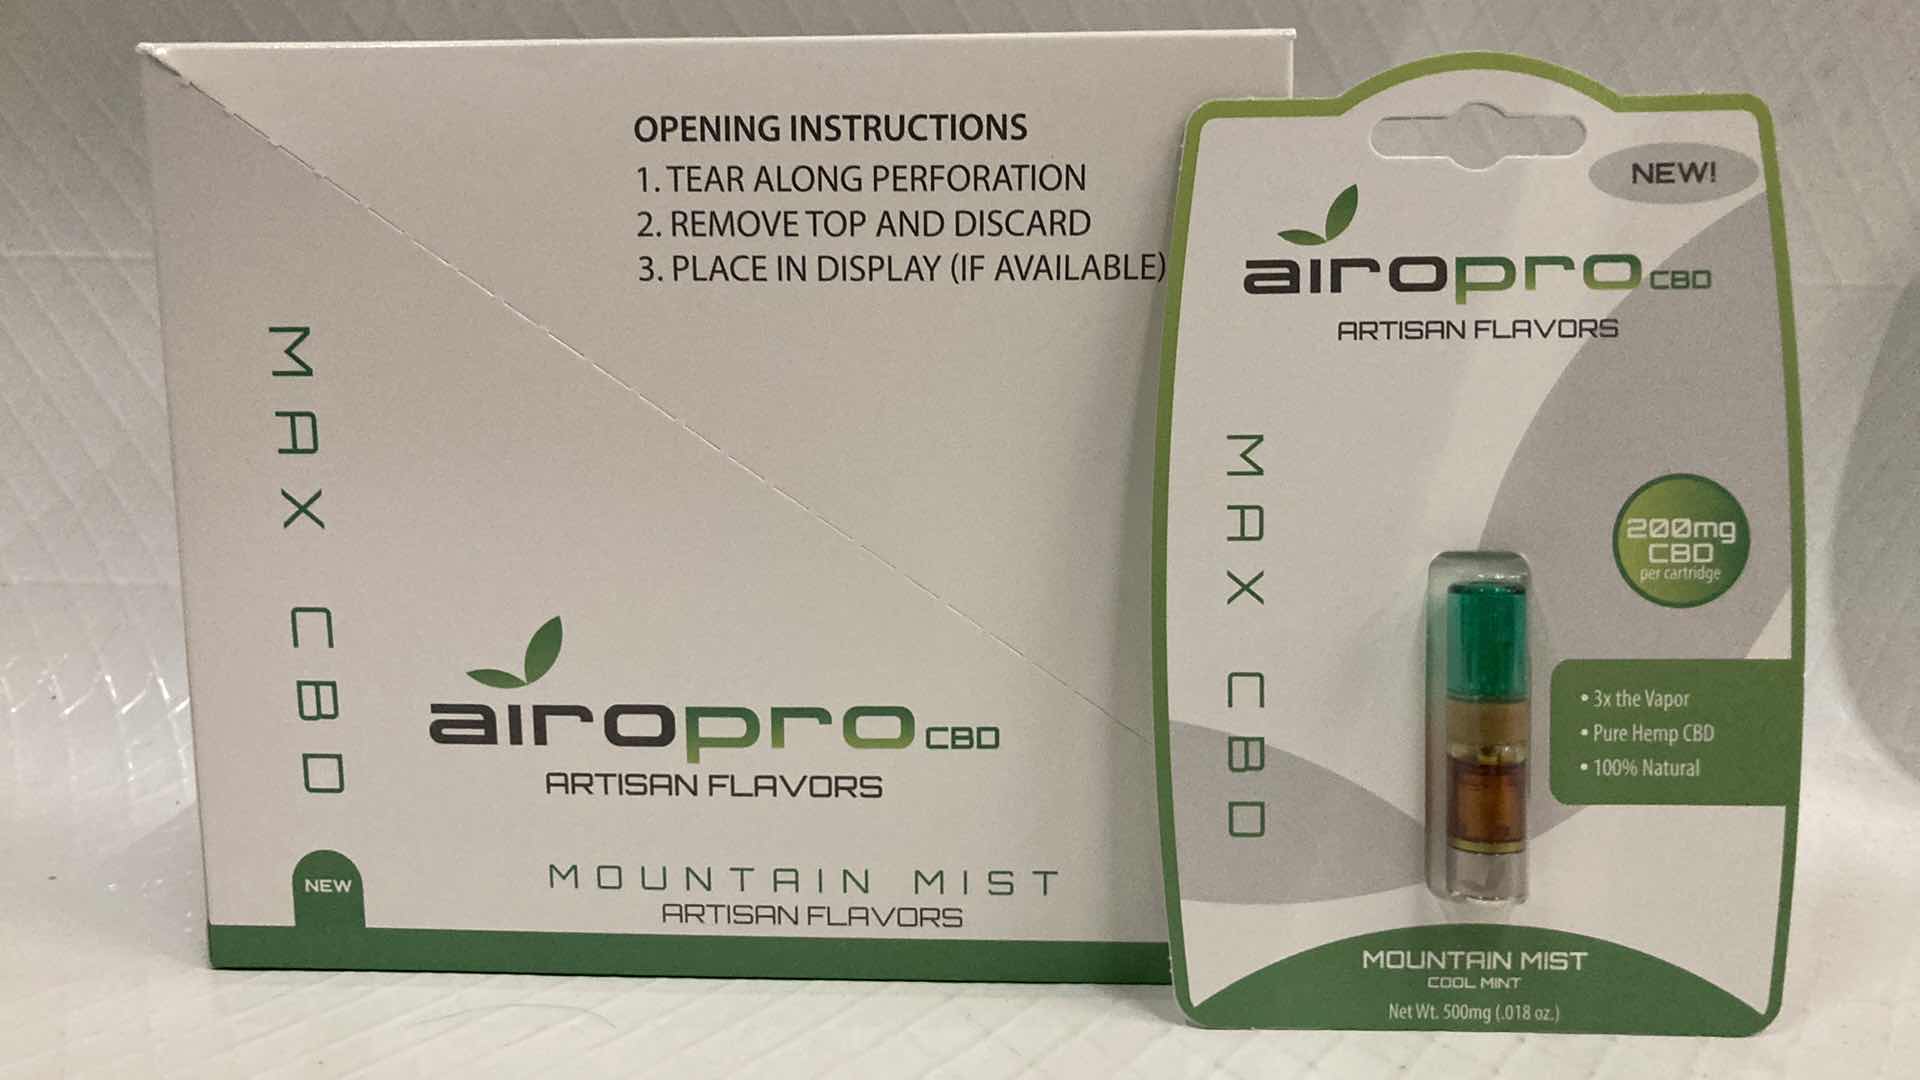 OPENING INSTRUCTIONS
1. TEAR ALONG PERFORATION
2. REMOVE TOP AND DISCARD
3. PLACE IN DISPLAY (IF AVAILABLE)
MAX CBD
airopro CBD
ARTISAN FLAVORS
NEW
MOUNTAIN MIST
ARTISAN FLAVORS
NEW!
airopro CBD
ARTISAN FLAVORS
MAX CBD
200mg
CBD
per cartridge
• 3x the Vapor
• Pure Hemp CBD
• 100% Natural
MOUNTAIN MIST
COOL MINT
Net Wt. 500mg (.018 oz.)